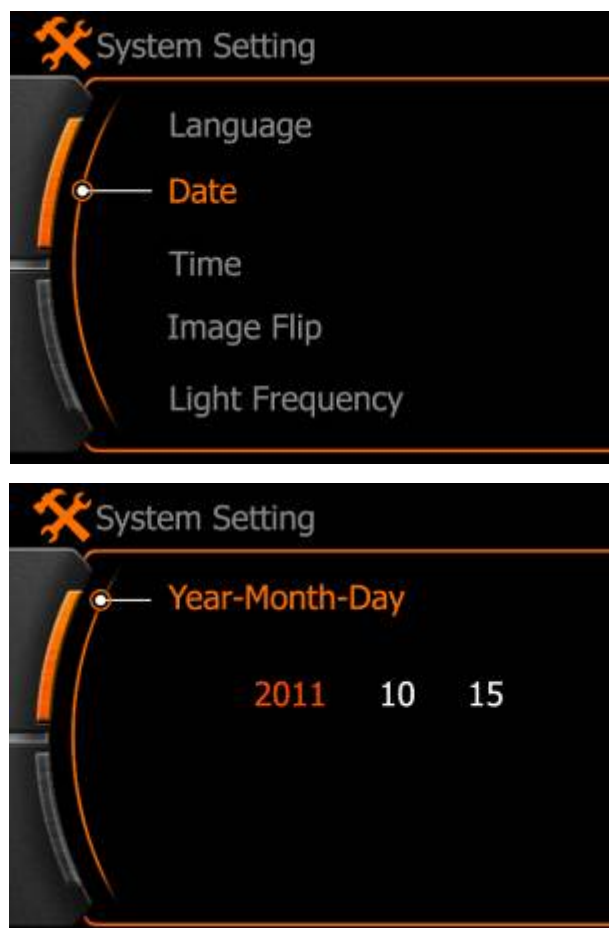 System Setting
Language
Date
Time
Image Flip
Light Frequency
System Setting
Year-Month-Day
2011 10 15